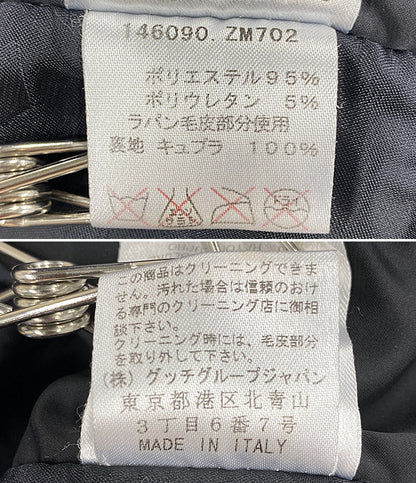 146090. ZM702
ポリエステル95%
ポリウレタン 5%
ラパン毛皮部分使用
裏地 キュプラ 100%
ドライ
この商品はクリーニングできま
せん。汚れた場合は信頼のおけ
る専門のクリーニング店に御相
談下さい。
クリーニング時には、毛皮部分
を取り外して下さい。
(株) グッチグループジャパン
東京都港区北青山
3丁目6番7号
MADE IN ITALY